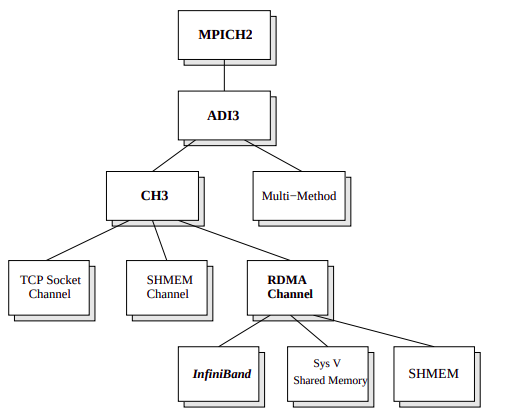 MPICH2
ADI3
CH3
Multi−Method
TCP Socket
Channel
SHMEM
Channel
RDMA
Channel
InfiniBand
Sys V
Shared Memory
SHMEM